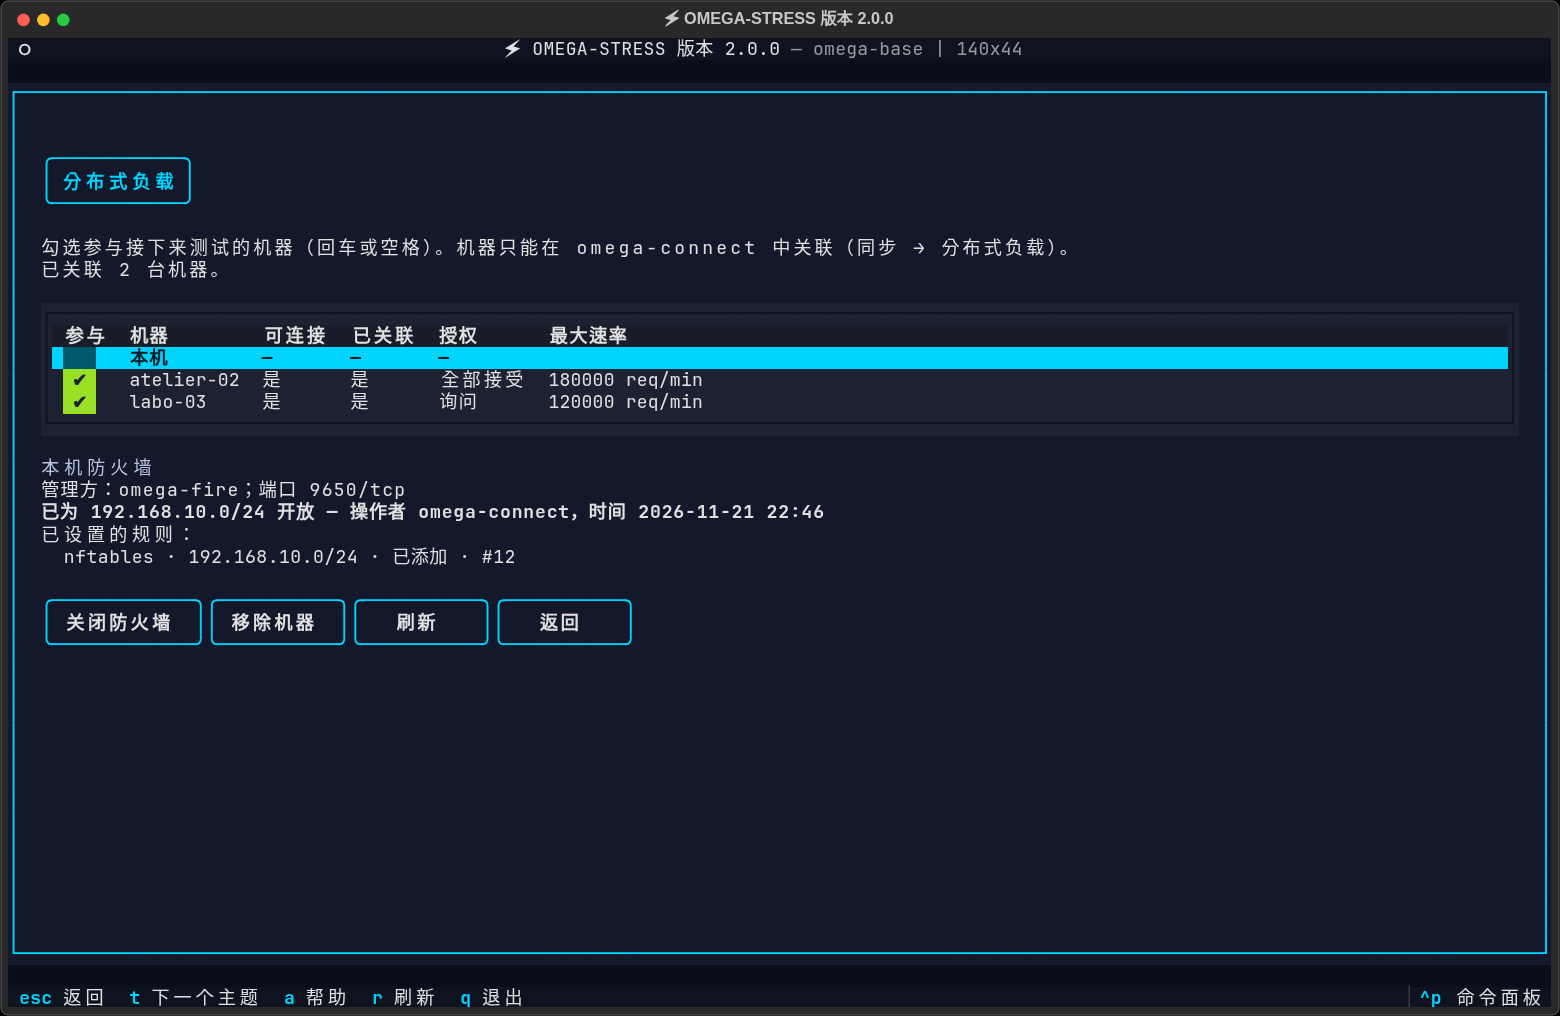 ⚡ OMEGA-STRESS 版本 2.0.0
⚡ OMEGA-STRESS 版本 2.0.0 — omega-base | 140x44
分布式负载
勾选参与接下来测试的机器（回车或空格）。机器只能在 omega-connect 中关联（同步 → 分布式负载）。
已关联 2 台机器。
参与 机器 可连接 已关联 授权 最大速率
本机 — — —
✔ atelier-02 是 是 全部接受 180000 req/min
✔ labo-03 是 是 询问 120000 req/min
本机防火墙
管理方：omega-fire；端口 9650/tcp
已为 192.168.10.0/24 开放 — 操作者 omega-connect，时间 2026-11-21 22:46
已设置的规则：
nftables · 192.168.10.0/24 · 已添加 · #12
关闭防火墙 移除机器 刷新 返回
esc 返回 t 下一个主题 a 帮助 r 刷新 q 退出 ^p 命令面板